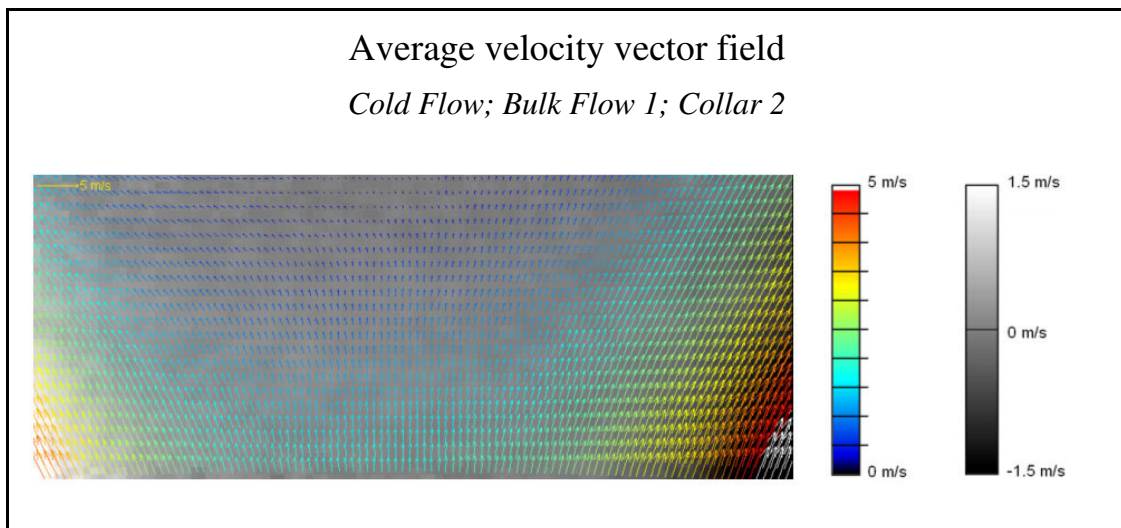 Average velocity vector field
Cold Flow; Bulk Flow 1; Collar 2
5 m/s
5 m/s
0 m/s
1.5 m/s
0 m/s
-1.5 m/s